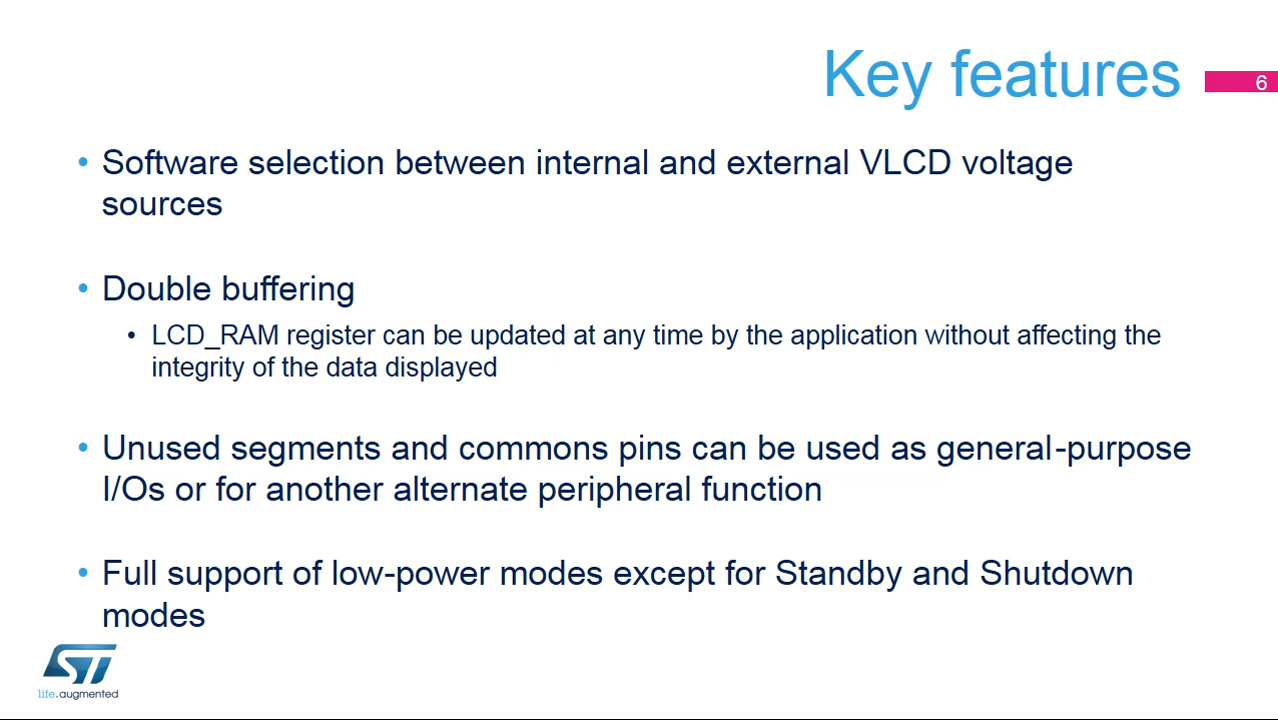 Key features
6
• Software selection between internal and external VLCD voltage
sources
• Double buffering
• LCD_RAM register can be updated at any time by the application without affecting the
integrity of the data displayed
• Unused segments and commons pins can be used as general-purpose
I/Os or for another alternate peripheral function
• Full support of low-power modes except for Standby and Shutdown
modes
ST
life.augmented